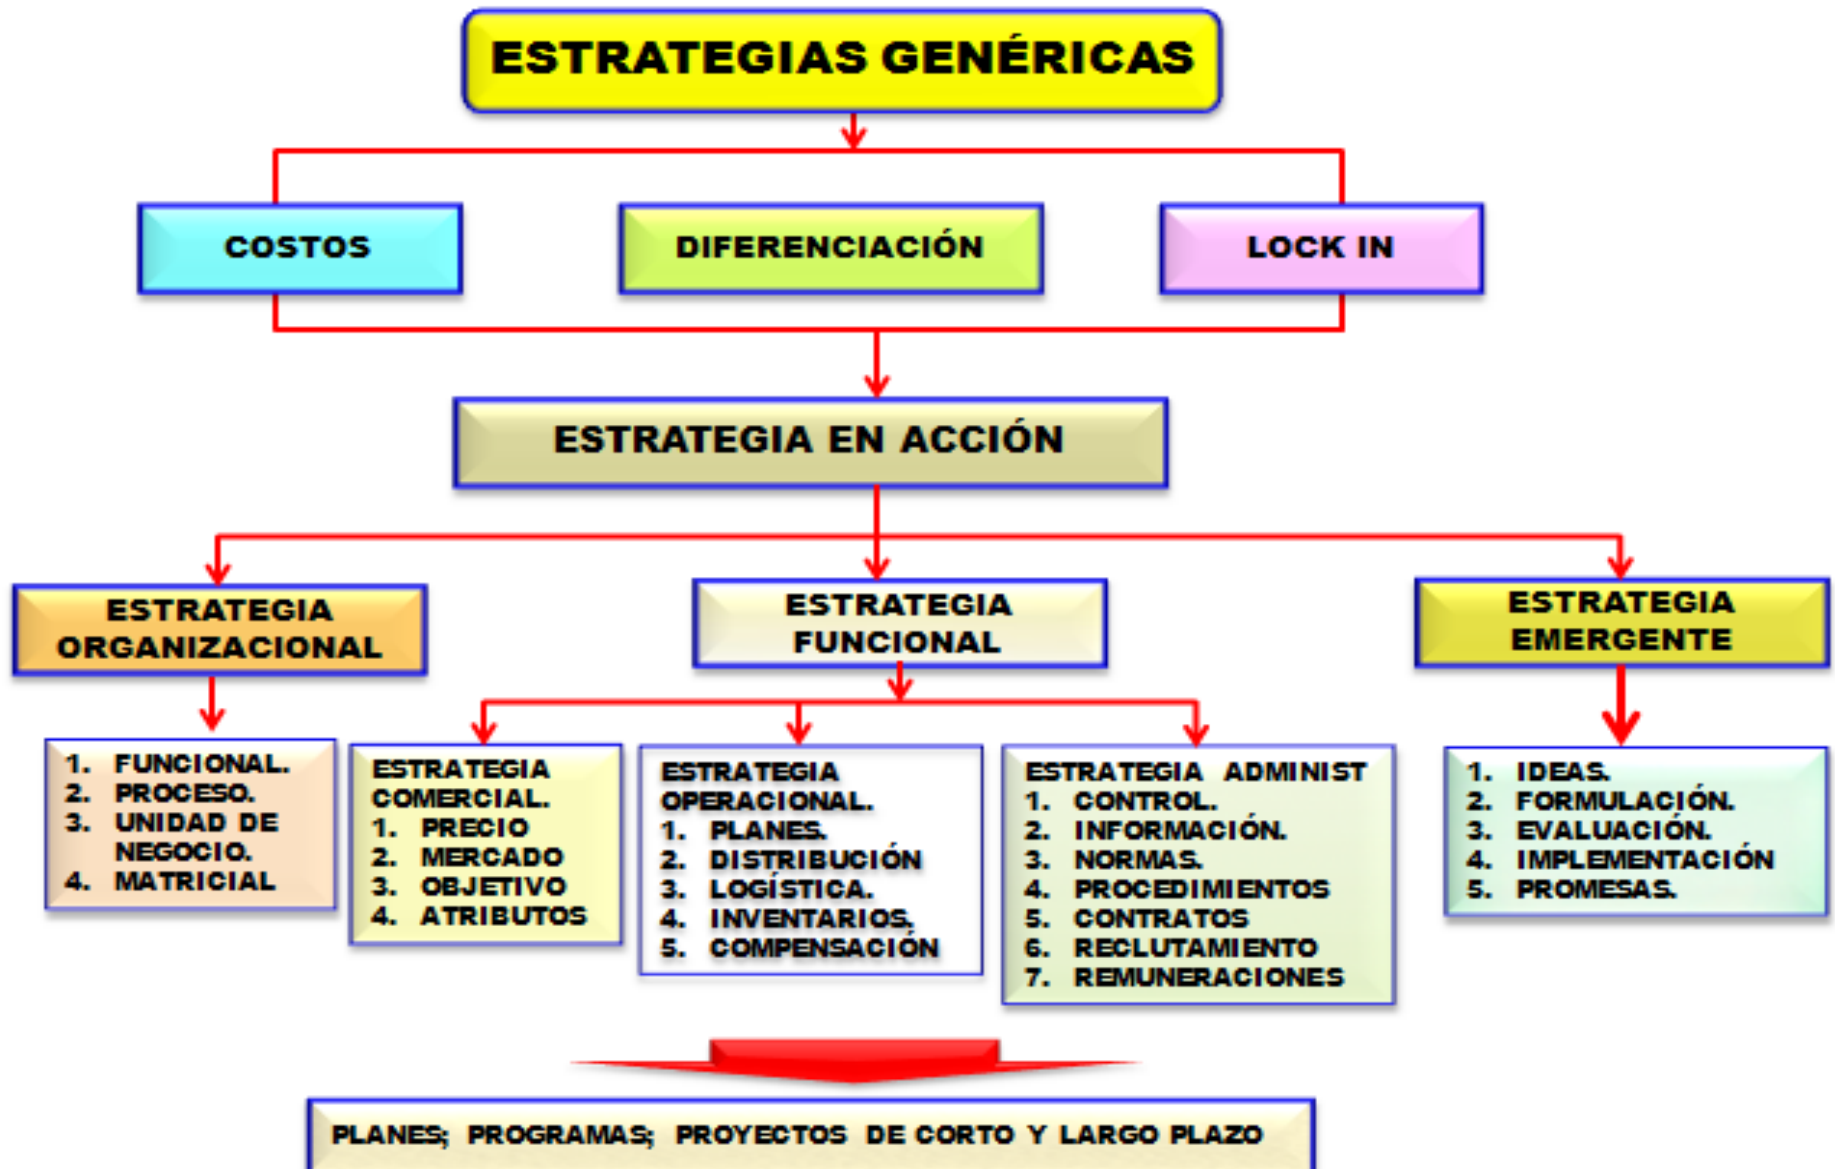 ESTRATEGIAS GENÉRICAS
COSTOS
DIFERENCIACIÓN
LOCK IN
ESTRATEGIA EN ACCIÓN
ESTRATEGIA
ORGANIZACIONAL
ESTRATEGIA
FUNCIONAL
ESTRATEGIA
EMERGENTE
1. FUNCIONAL.
2. PROCESO.
3. UNIDAD DE
NEGOCIO.
4. MATRICIAL
ESTRATEGIA
COMERCIAL.
1. PRECIO
2. MERCADO
3. OBJETIVO
4. ATRIBUTOS
ESTRATEGIA
OPERACIONAL.
1. PLANES.
2. DISTRIBUCIÓN
3. LOGÍSTICA.
4. INVENTARIOS.
5. COMPENSACIÓN
ESTRATEGIA ADMINIST
1. CONTROL.
2. INFORMACIÓN.
3. NORMAS.
4. PROCEDIMIENTOS
5. CONTRATOS
6. RECLUTAMIENTO
7. REMUNERACIONES
1. IDEAS.
2. FORMULACIÓN.
3. EVALUACIÓN.
4. IMPLEMENTACIÓN
5. PROMESAS.
PLANES; PROGRAMAS; PROYECTOS DE CORTO Y LARGO PLAZO